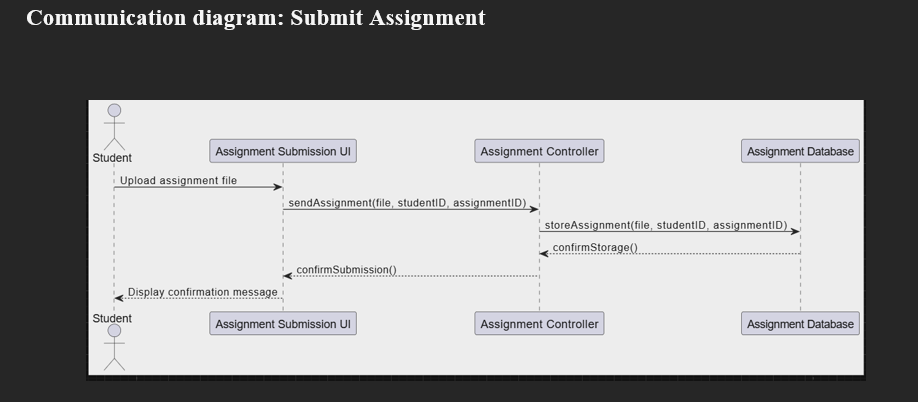 Communication diagram: Submit Assignment
Student
Assignment Submission UI
Assignment Controller
Assignment Database
Upload assignment file
sendAssignment(file, studentID, assignmentID)
storeAssignment(file, studentID, assignmentID)
confirmStorage()
confirmSubmission()
Display confirmation message
Student
Assignment Submission UI
Assignment Controller
Assignment Database